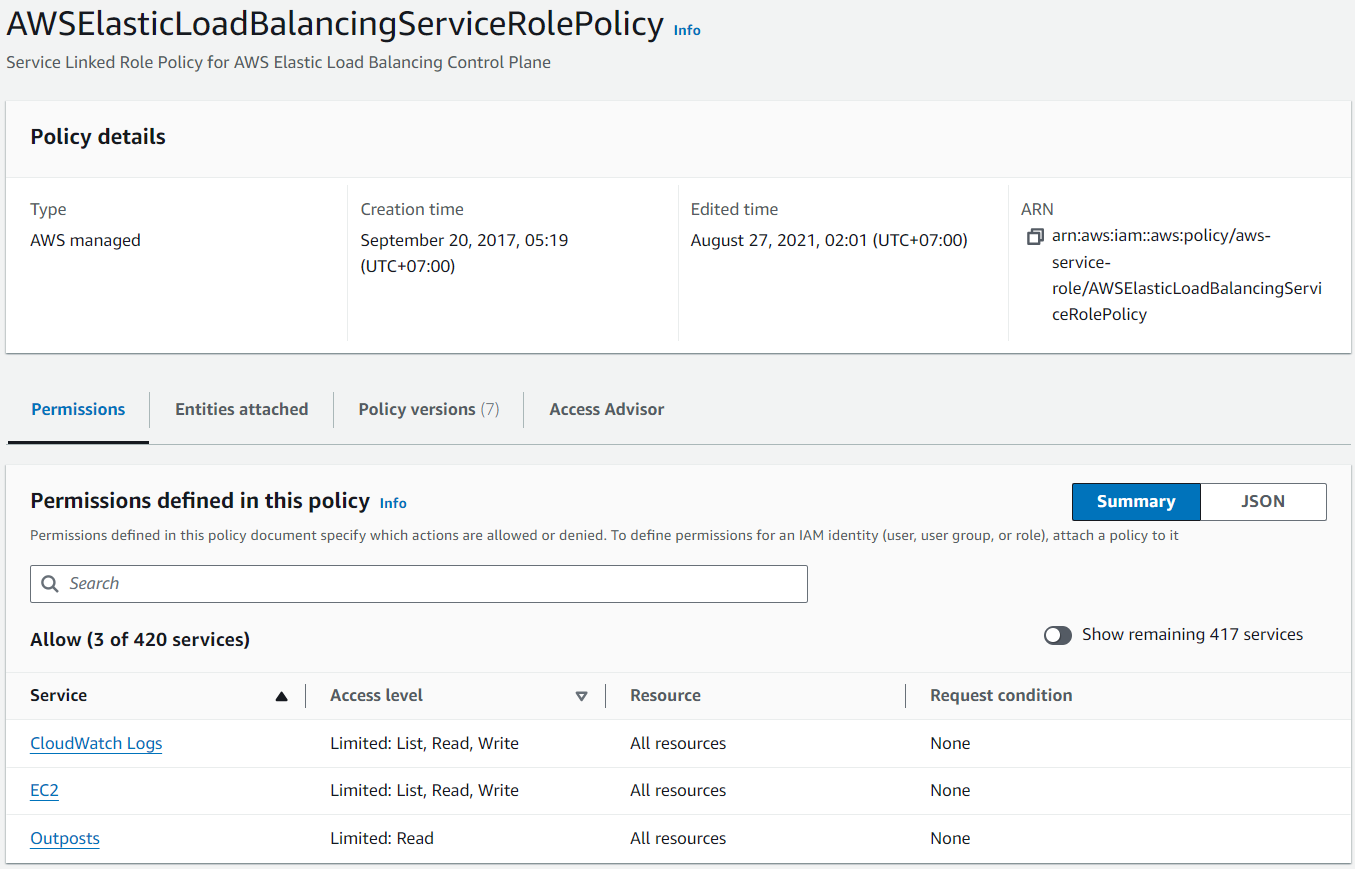 AWSElasticLoadBalancingServiceRolePolicy Info
Service Linked Role Policy for AWS Elastic Load Balancing Control Plane
Policy details
Type
AWS managed
Creation time
September 20, 2017, 05:19
(UTC+07:00)
Edited time
August 27, 2021, 02:01 (UTC+07:00)
ARN
arn:aws:iam::aws:policy/aws-
service-
role/AWSElasticLoadBalancingServi
ceRolePolicy
Permissions
Entities attached
Policy versions (7)
Access Advisor
Permissions defined in this policy Info
Summary
JSON
Permissions defined in this policy document specify which actions are allowed or denied. To define permissions for an IAM identity (user, user group, or role), attach a policy to it
Search
Allow (3 of 420 services)
Show remaining 417 services
Service Access level Resource Request condition
CloudWatch Logs Limited: List, Read, Write All resources None
EC2 Limited: List, Read, Write All resources None
Outposts Limited: Read All resources None